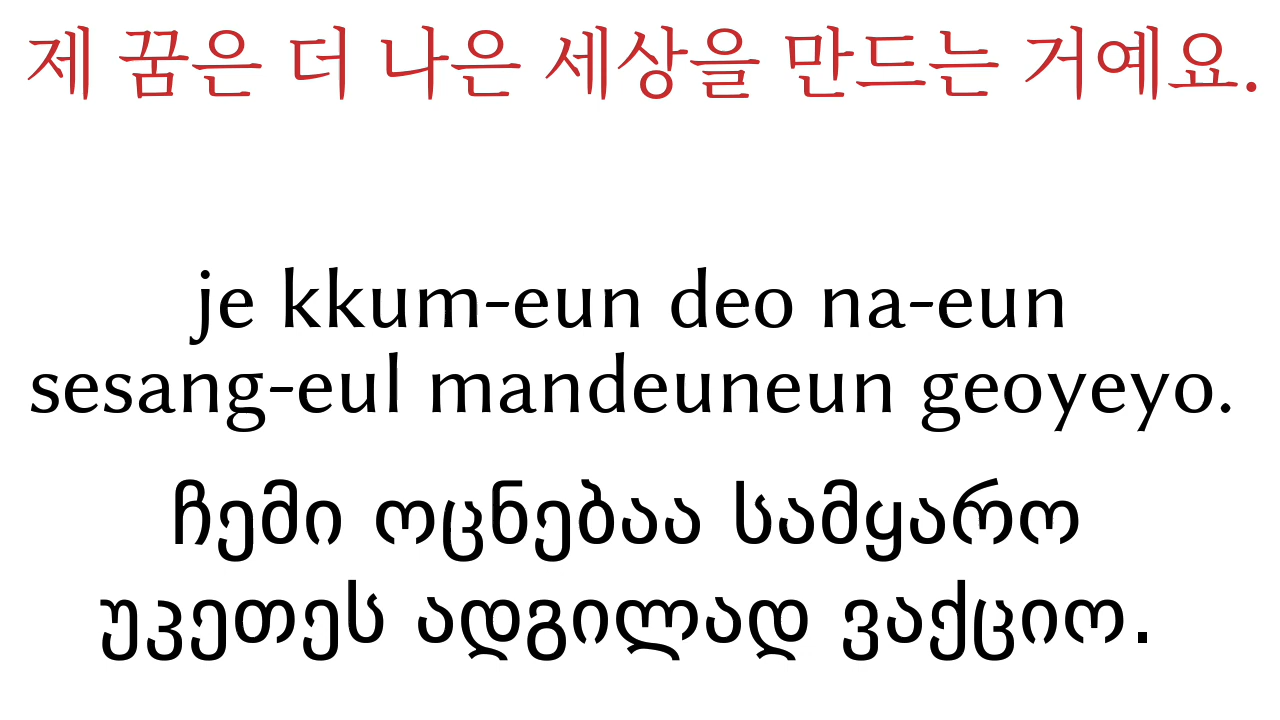 제 꿈은 더 나은 세상을 만드는 거예요.
je kkum-eun deo na-eun
sesang-eul mandeuneun geoyeyo.
ჩემი ოცნებაა სამყარო
უკეთეს ადგილად ვაქციო.